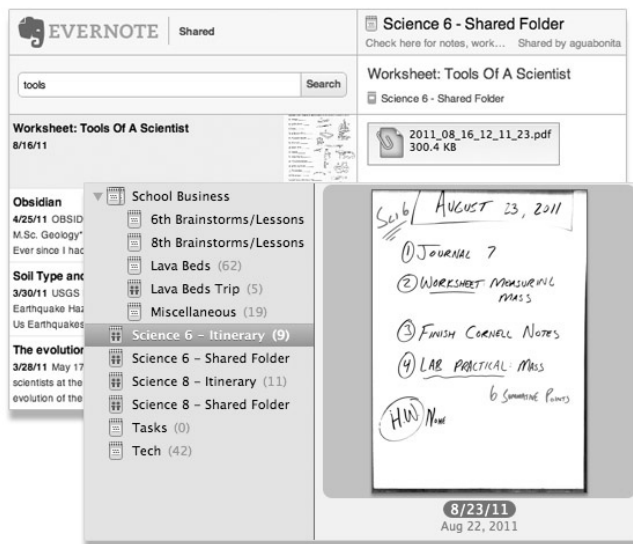 EVERNOTE Shared
tools Search
Worksheet: Tools Of A Scientist
8/16/11
Obsidian
4/25/11 OBSID
M.Sc. Geology"
Ever since I had
Soil Type and
3/30/11 USGS
Earthquake Haz
Us Earthquakes
The evolution
3/28/11 May 17
scientists at the
evolution of the
Science 6 - Shared Folder
Check here for notes, work... Shared by aguabonita
Worksheet: Tools Of A Scientist
Science 6 - Shared Folder
2011_08_16_12_11_23.pdf
300.4 KB
School Business
6th Brainstorms/Lessons
8th Brainstorms/Lessons
Lava Beds (62)
Lava Beds Trip (5)
Miscellaneous (19)
Science 6 - Itinerary (9)
Science 6 - Shared Folder
Science 8 - Itinerary (11)
Science 8 - Shared Folder
Tasks (0)
Tech (42)
Sci 6 AUGUST 23, 2011
1 JOURNAL 7
2 WORKSHEET: MEASURING
MASS
3 FINISH CORNELL NOTES
4 LAB PRACTICAL: MASS
6 SUMMATIVE POINTS
H.W NONE
8/23/11
Aug 22, 2011